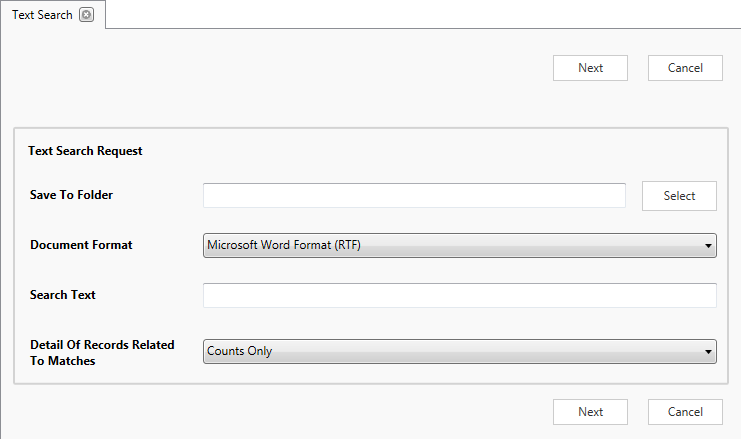 Text Search
Next Cancel
Text Search Request
Save To Folder Select
Document Format Microsoft Word Format (RTF)
Search Text
Detail Of Records Related
To Matches
Counts Only
Next Cancel